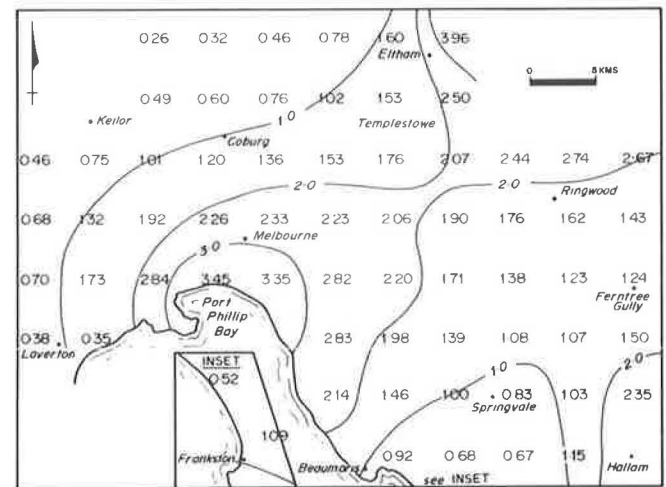 0·26 0·32 0·46 0·78 1·60 3·96
Eltham
0 8 KMS
0·49 0·60 0·76 1·02 1·53 2·50
Keilor
1·0
Templestowe
Coburg
0·46 0·75 1·01 1·20 1·36 1·53 1·76 2·07 2·44 2·74 2·67
2·0 2·0
Ringwood
0·68 1·32 1·92 2·26 2·33 2·23 2·06 1·90 1·76 1·62 1·43
Melbourne
3·0
0·70 1·73 2·84 3·45 3·35 2·82 2·20 1·71 1·38 1·23 1·24
Port
Phillip
Bay
Ferntree
Gully
0·38 0·35 2·83 1·98 1·39 1·08 1·07 1·50
Laverton
INSET
1·0 2·0
0·52
2·14 1·46 1·00 0·83 1·03 2·35
Springvale
1·09
Frankston
Beaumaris
0·92 0·68 0·67 1·15
Hallam
see INSET